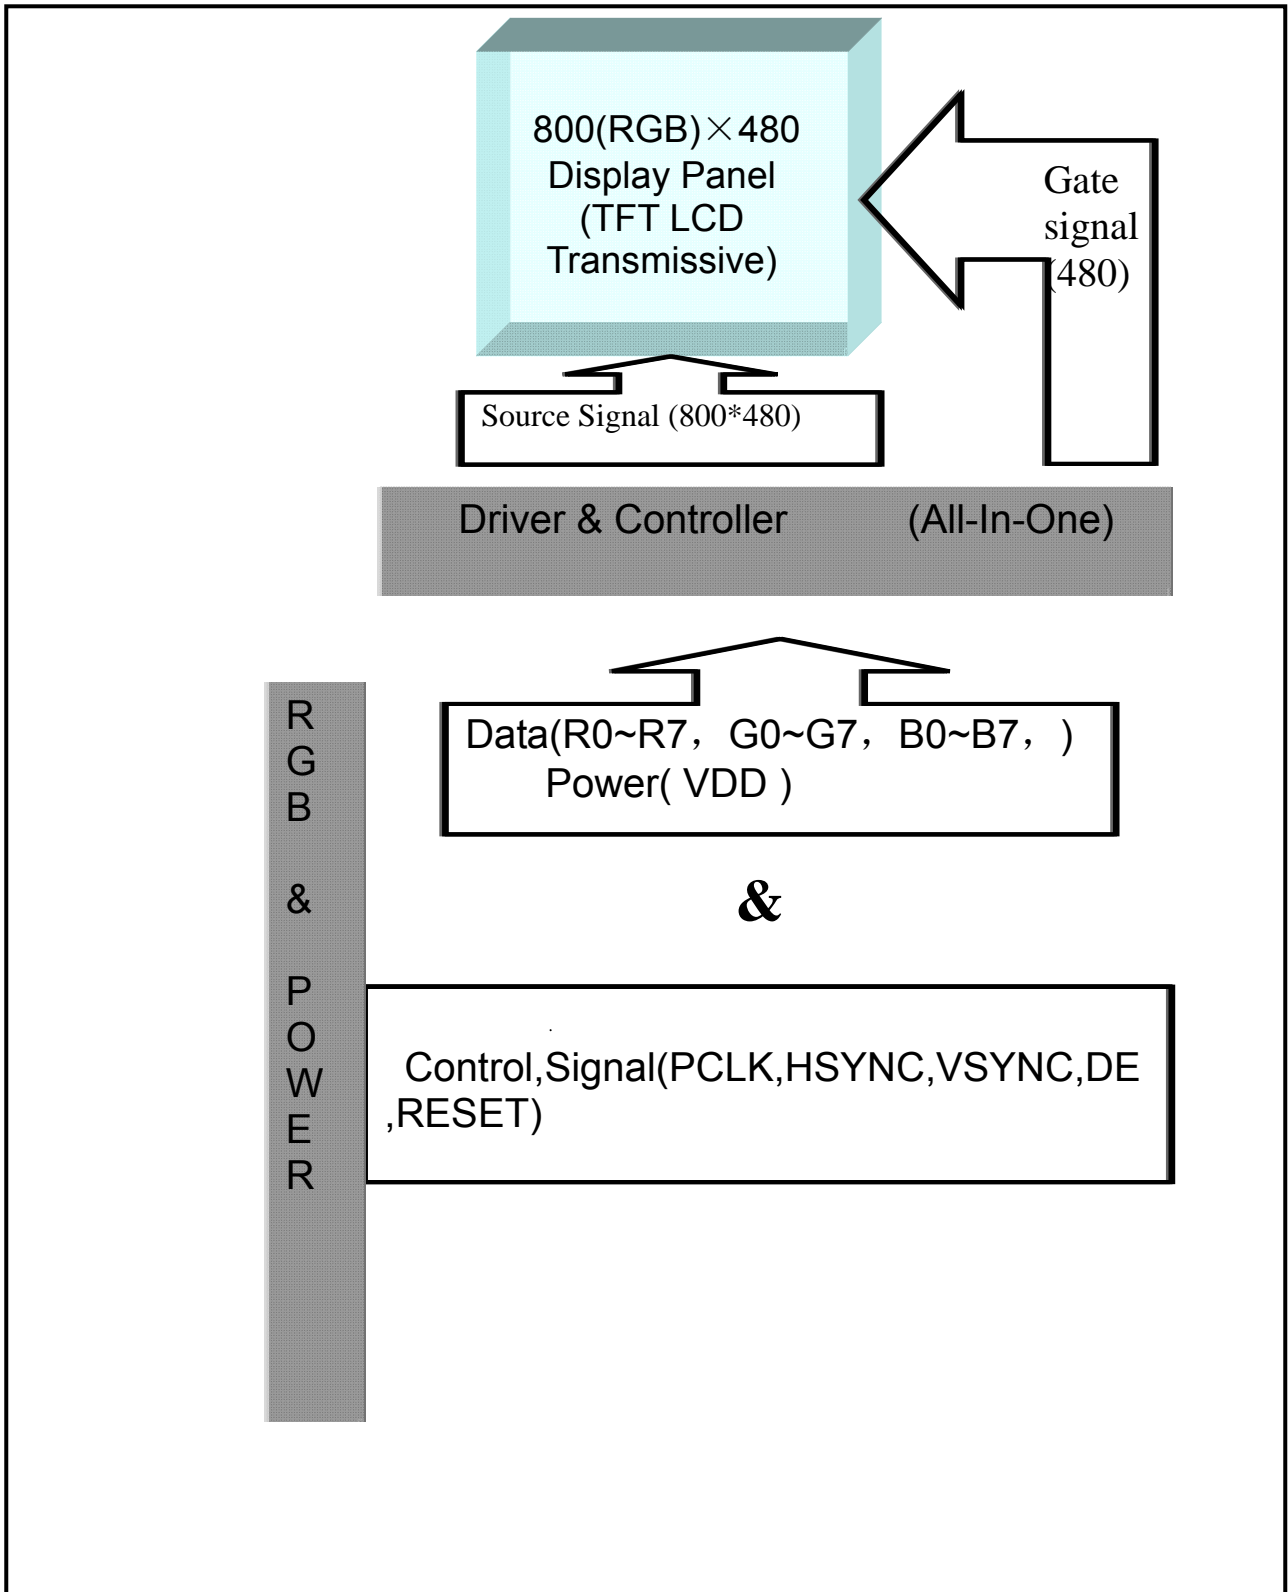 800(RGB)×480
Display Panel
(TFT LCD
Transmissive)
Gate
signal
(480)
Source Signal (800*480)
Driver & Controller (All-In-One)
R
G
B
&
P
O
W
E
R
Data(R0~R7，G0~G7，B0~B7，)
Power( VDD )
&
.
Control,Signal(PCLK,HSYNC,VSYNC,DE
,RESET)